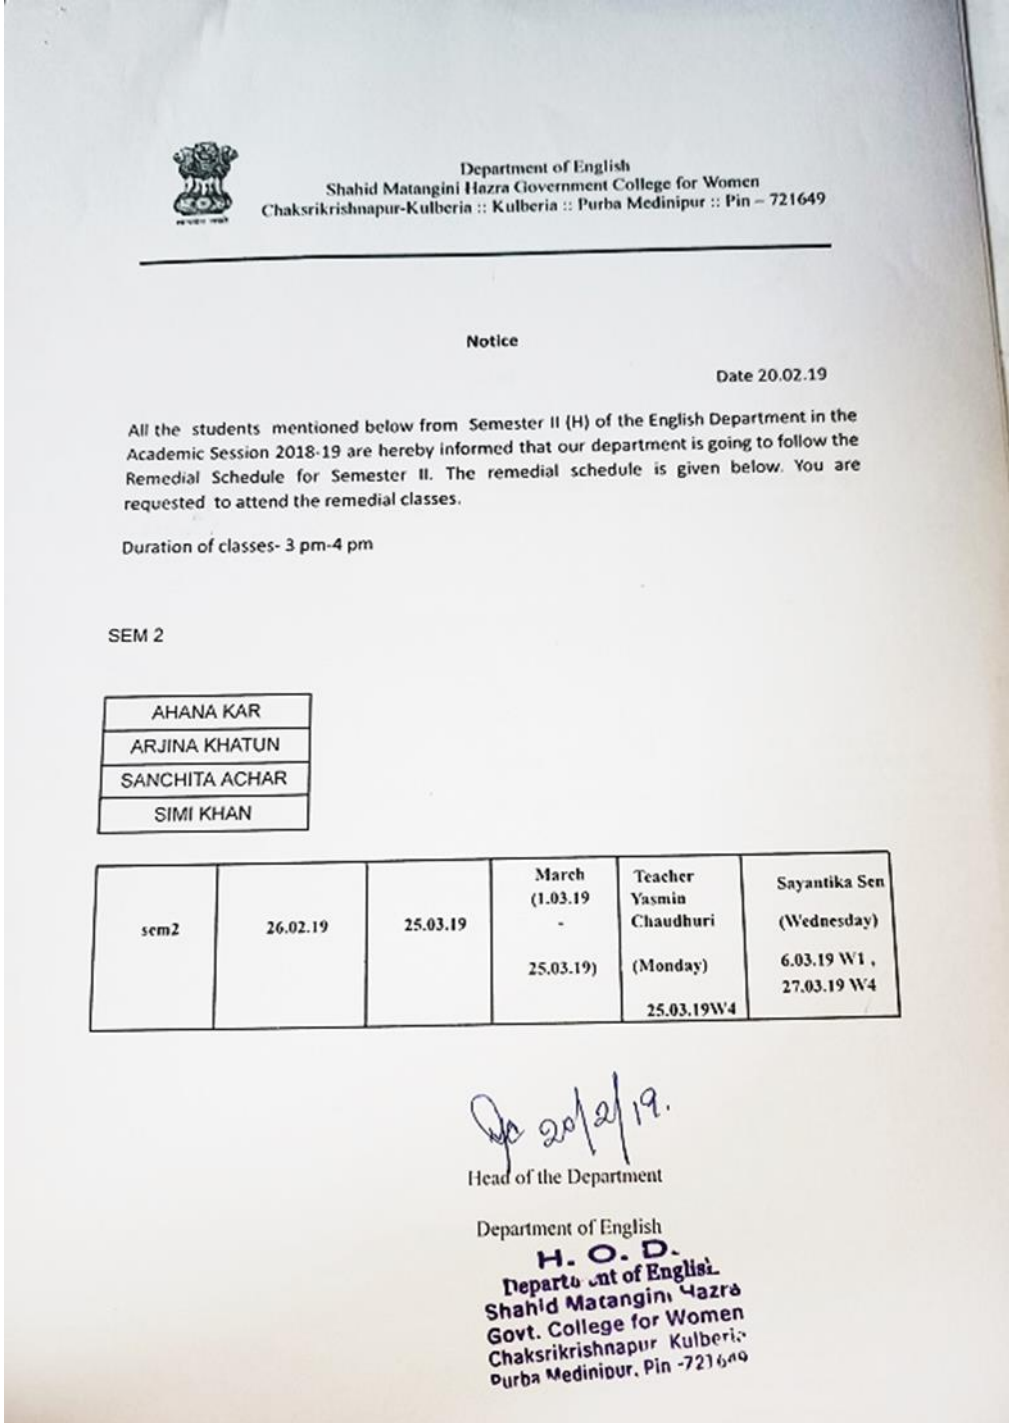 Department of English
Shahid Matangini Hazra Government College for Women
Chaksrikrishnapur-Kulberia :: Kulberia :: Purba Medinipur :: Pin – 721649
Notice
Date 20.02.19
All the students mentioned below from Semester II (H) of the English Department in the
Academic Session 2018-19 are hereby informed that our department is going to follow the
Remedial Schedule for Semester II. The remedial schedule is given below. You are
requested to attend the remedial classes.
Duration of classes- 3 pm-4 pm
SEM 2
AHANA KAR
ARJINA KHATUN
SANCHITA ACHAR
SIMI KHAN
sem2
26.02.19
25.03.19
March
(1.03.19
-
25.03.19)
Teacher
Yasmin
Chaudhuri
(Monday)
25.03.19W4
Sayantika Sen
(Wednesday)
6.03.19 W1 ,
27.03.19 W4
20/2/19.
Head of the Department
Department of English
H. O. D.
of
Shahid Matangini Hazra
Govt. College for Women
Chaksrikrishnapur Kulberia
Purba Medinipur, Pin -721649